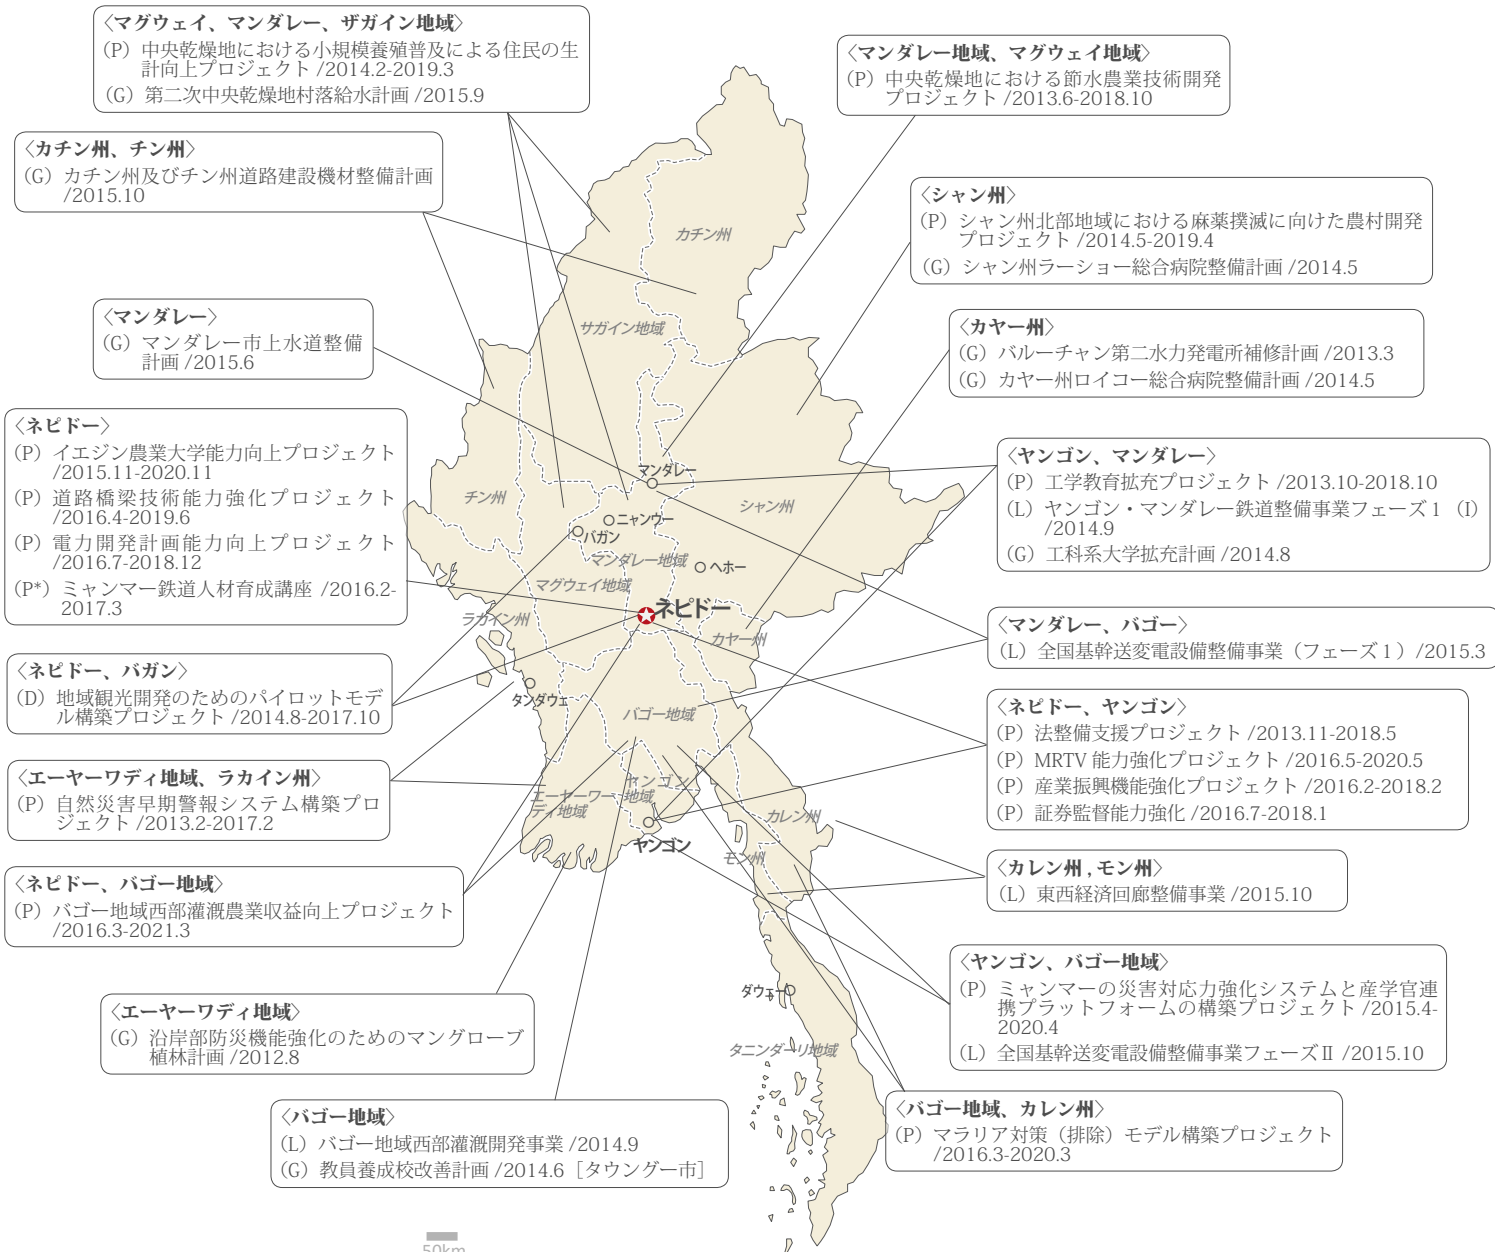 〈マグウェイ、マンダレー、ザガイン地域〉
(P) 中央乾燥地における小規模養殖普及による住民の生
計向上プロジェクト /2014.2-2019.3
(G) 第二次中央乾燥地村落給水計画 /2015.9
〈マンダレー地域、マグウェイ地域〉
(P) 中央乾燥地における節水農業技術開発
プロジェクト /2013.6-2018.10
〈カチン州、チン州〉
(G) カチン州及びチン州道路建設機材整備計画
/2015.10
〈シャン州〉
(P) シャン州北部地域における麻薬撲滅に向けた農村開発
プロジェクト /2014.5-2019.4
(G) シャン州ラーショー総合病院整備計画 /2014.5
〈マンダレー〉
(G) マンダレー市上水道整備
計画 /2015.6
〈カヤー州〉
(G) バルーチャン第二水力発電所補修計画 /2013.3
(G) カヤー州ロイコー総合病院整備計画 /2014.5
〈ネピドー〉
(P) イエジン農業大学能力向上プロジェクト
/2015.11-2020.11
(P) 道路橋梁技術能力強化プロジェクト
/2016.4-2019.6
(P) 電力開発計画能力向上プロジェクト
/2016.7-2018.12
(P*) ミャンマー鉄道人材育成講座 /2016.2-
2017.3
〈ヤンゴン、マンダレー〉
(P) 工学教育拡充プロジェクト /2013.10-2018.10
(L) ヤンゴン・マンダレー鉄道整備事業フェーズ1 (I)
/2014.9
(G) 工科系大学拡充計画 /2014.8
〈マンダレー、バゴー〉
(L) 全国基幹送変電設備整備事業（フェーズ1）/2015.3
〈ネピドー、バガン〉
(D) 地域観光開発のためのパイロットモデ
ル構築プロジェクト /2014.8-2017.10
〈ネピドー、ヤンゴン〉
(P) 法整備支援プロジェクト /2013.11-2018.5
(P) MRTV 能力強化プロジェクト /2016.5-2020.5
(P) 産業振興機能強化プロジェクト /2016.2-2018.2
(P) 証券監督能力強化 /2016.7-2018.1
〈エーヤーワディ地域、ラカイン州〉
(P) 自然災害早期警報システム構築プロ
ジェクト /2013.2-2017.2
〈カレン州 , モン州〉
(L) 東西経済回廊整備事業 /2015.10
〈ネピドー、バゴー地域〉
(P) バゴー地域西部灌漑農業収益向上プロジェクト
/2016.3-2021.3
〈ヤンゴン、バゴー地域〉
(P) ミャンマーの災害対応力強化システムと産学官連
携プラットフォームの構築プロジェクト /2015.4-
2020.4
(L) 全国基幹送変電設備整備事業フェーズⅡ /2015.10
〈エーヤーワディ地域〉
(G) 沿岸部防災機能強化のためのマングローブ
植林計画 /2012.8
〈バゴー地域〉
(L) バゴー地域西部灌漑開発事業 /2014.9
(G) 教員養成校改善計画 /2014.6［タウングー市］
〈バゴー地域、カレン州〉
(P) マラリア対策（排除）モデル構築プロジェクト
/2016.3-2020.3
カチン州
サガイン地域
マンダレー
チン州
シャン州
ニャンウー
バガン
マンダレー地域
ヘホー
マグウェイ地域
ネピドー
ラカイン州
カヤー州
タンダウェ
バゴー地域
ヤンゴン
地域
エーヤーワー
ディ地域
カレン州
ヤンゴン
モン州
ダウェー
タニンダーリ地域
50km